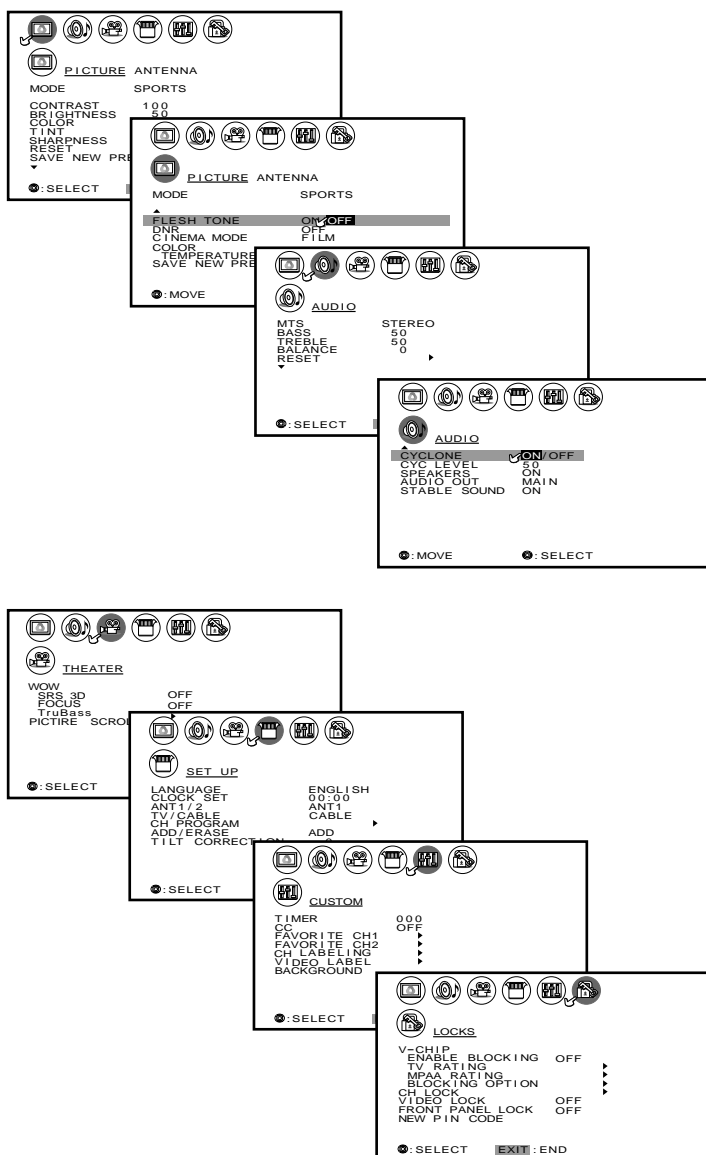 PICTURE ANTENNA
MODE SPORTS
CONTRAST 100
BRIGHTNESS 50
COLOR
TINT
SHARPNESS
RESET
SAVE NEW PRE
:SELECT
PICTURE ANTENNA
MODE SPORTS
FLESH TONE ON OFF
DNR OFF
CINEMA MODE FILM
COLOR
TEMPERATURE
SAVE NEW PRE
:MOVE
AUDIO
MTS STEREO
BASS 50
TREBLE 50
BALANCE 0
RESET
:SELECT
AUDIO
CYCLONE ON/OFF
CYC LEVEL 50
SPEAKERS ON
AUDIO OUT MAIN
STABLE SOUND ON
:MOVE :SELECT
THEATER
WOW
SRS 3D OFF
FOCUS OFF
TruBass
PICTIRE SCROL
:SELECT
SET UP
LANGUAGE ENGLISH
CLOCK SET 00:00
ANT1/2 ANT1
TV/CABLE CABLE
CH PROGRAM
ADD/ERASE ADD
TILT CORRECTION
:SELECT
CUSTOM
TIMER 000
CC OFF
FAVORITE CH1
FAVORITE CH2
CH LABELING
VIDEO LABEL
BACKGROUND
:SELECT
LOCKS
V-CHIP
ENABLE BLOCKING OFF
TV RATING
MPAA RATING
BLOCKING OPTION
CH LOCK
VIDEO LOCK OFF
FRONT PANEL LOCK OFF
NEW PIN CODE
:SELECT EXIT:END